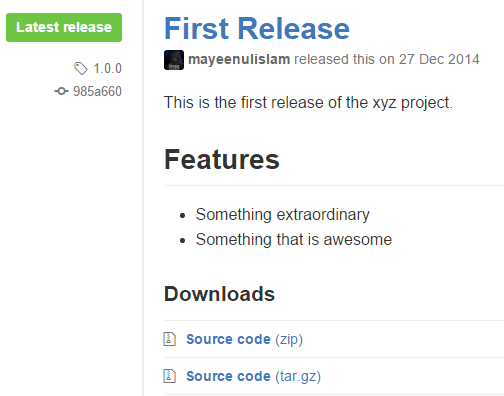 Latest release
1.0.0
985a660
First Release
mayeenulislam released this on 27 Dec 2014
This is the first release of the xyz project.
Features
Something extraordinary
Something that is awesome
Downloads
Source code (zip)
Source code (tar.gz)